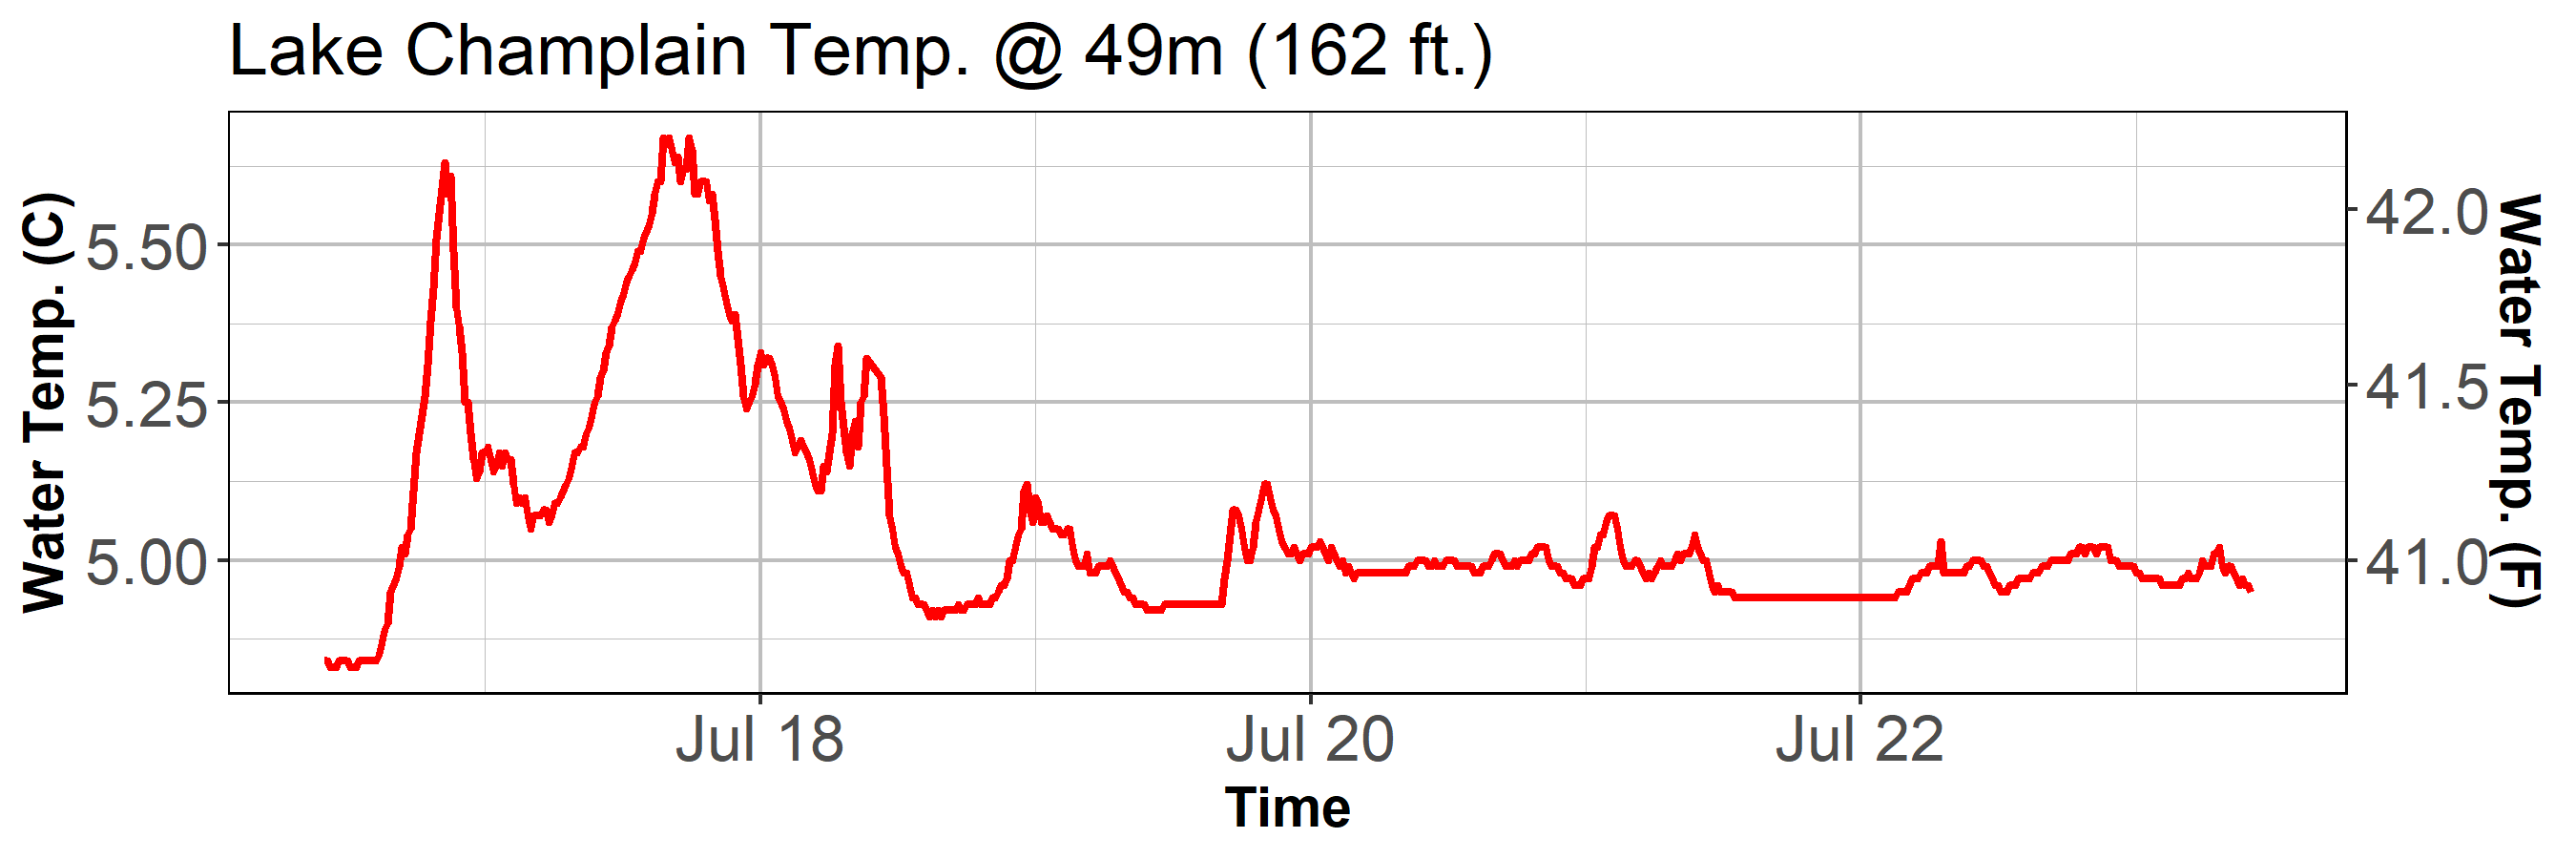 Lake Champlain Temp. @ 49m (162 ft.)
Water Temp. (C)
5.50
5.25
5.00
42.0
41.5
41.0
Water Temp. (F)
Jul 18
Jul 20
Jul 22
Time